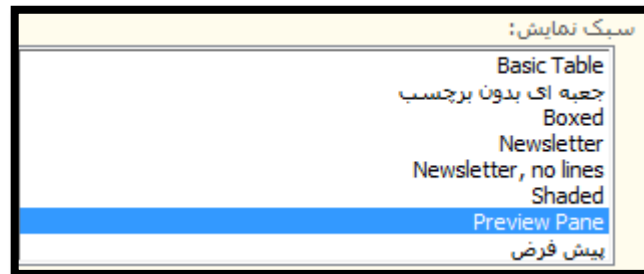 سبک نمایش:
Basic Table
جعبه ای بدون برچسب
Boxed
Newsletter
Newsletter, no lines
Shaded
Preview Pane
پیش فرض